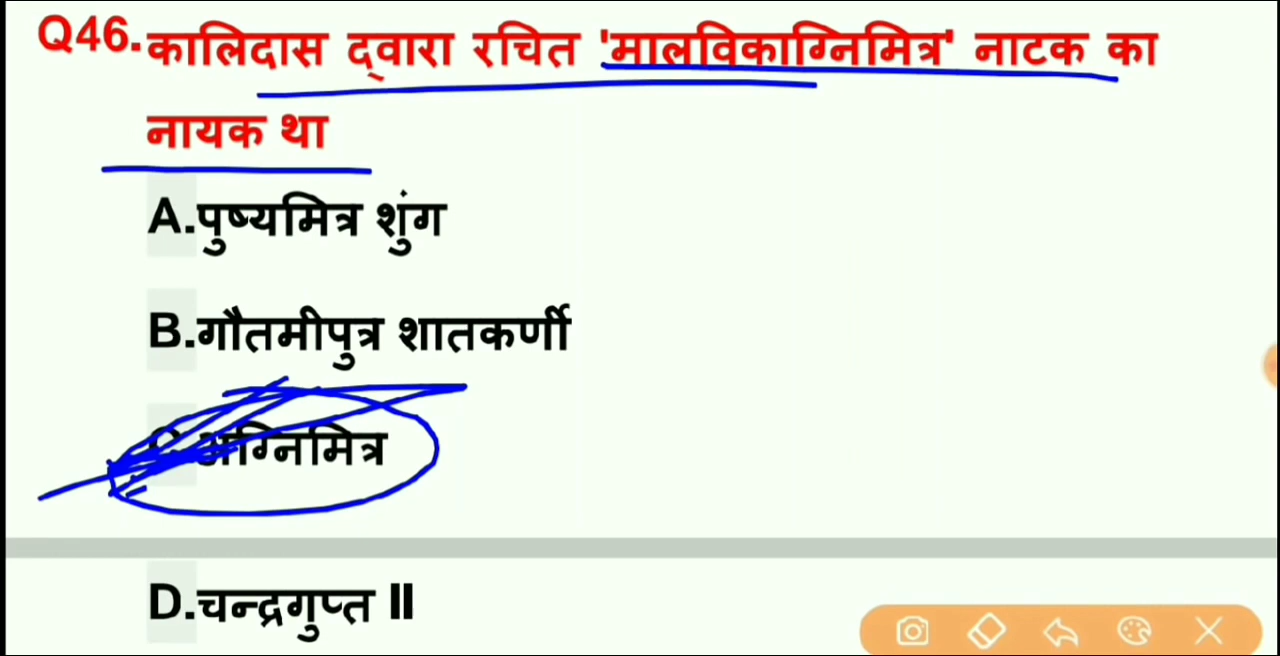 Q46.कालिदास द्वारा रचित 'मालविकाग्निमित्र' नाटक का
नायक था
A.पुष्यमित्र शुंग
B.गौतमीपुत्र शातकर्णी
C.अग्निमित्र
D.चन्द्रगुप्त II